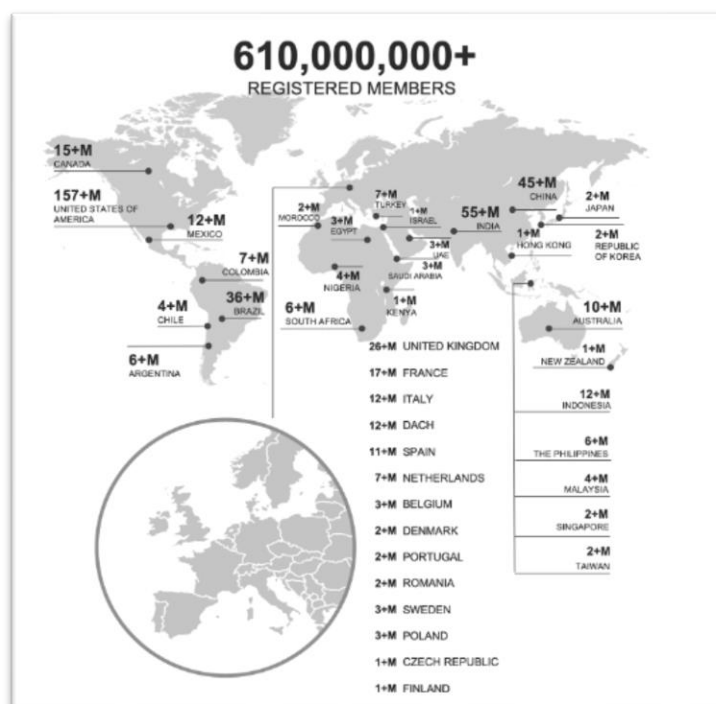 610,000,000+
REGISTERED MEMBERS
15+M
CANADA
157+M
UNITED STATES OF
AMERICA
12+M
MEXICO
7+M
COLOMBIA
4+M
CHILE
36+M
BRAZIL
6+M
ARGENTINA
2+M
MOROCCO
7+M
TURKEY
3+M
EGYPT
1+M
ISRAEL
3+M
UAE
3+M
SAUDI ARABIA
4+M
NIGERIA
1+M
KENYA
6+M
SOUTH AFRICA
55+M
INDIA
45+M
CHINA
2+M
JAPAN
1+M
HONG KONG
2+M
REPUBLIC
OF KOREA
10+M
AUSTRALIA
1+M
NEW ZEALAND
26+M UNITED KINGDOM
17+M FRANCE
12+M ITALY
12+M DACH
11+M SPAIN
7+M NETHERLANDS
3+M BELGIUM
2+M DENMARK
2+M PORTUGAL
2+M ROMANIA
3+M SWEDEN
3+M POLAND
1+M CZECH REPUBLIC
1+M FINLAND
12+M
INDONESIA
6+M
THE PHILIPPINES
4+M
MALAYSIA
2+M
SINGAPORE
2+M
TAIWAN